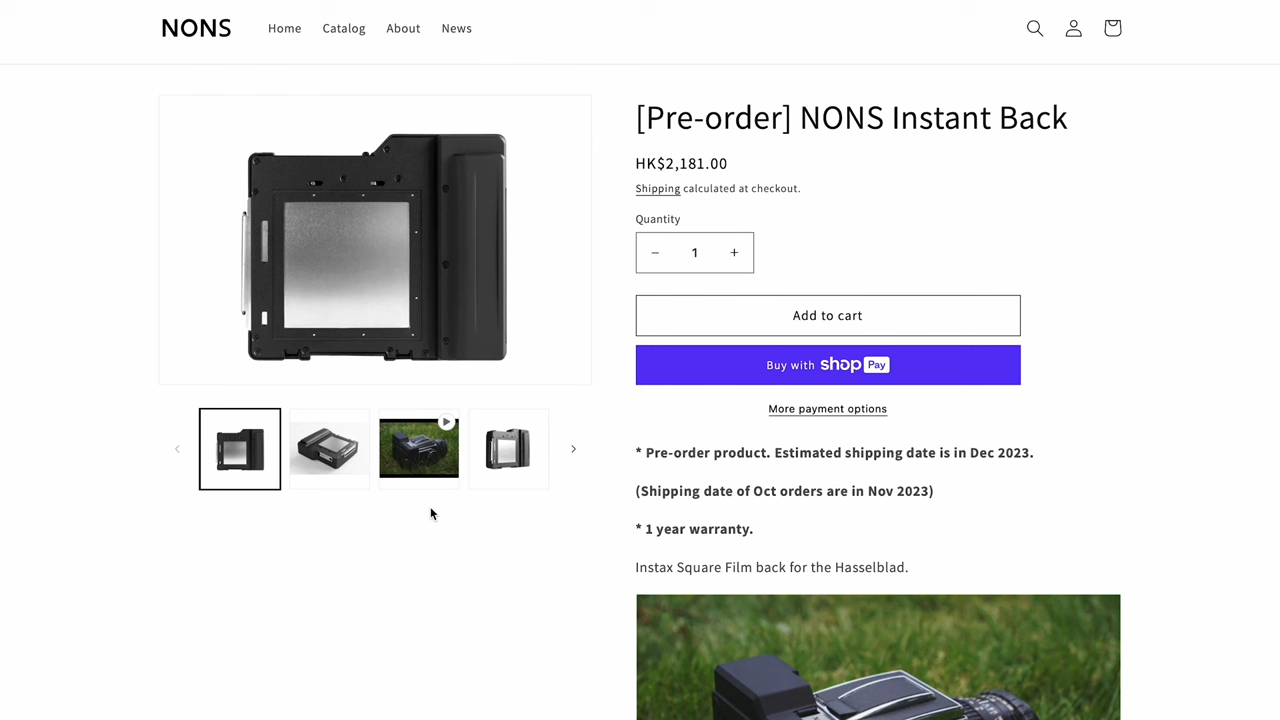 NONS
Home
Catalog
About
News
[Pre-order] NONS Instant Back
HK$2,181.00
Shipping calculated at checkout.
Quantity
− 1 +
Add to cart
Buy with shop Pay
More payment options
* Pre-order product. Estimated shipping date is in Dec 2023.
(Shipping date of Oct orders are in Nov 2023)
* 1 year warranty.
Instax Square Film back for the Hasselblad.